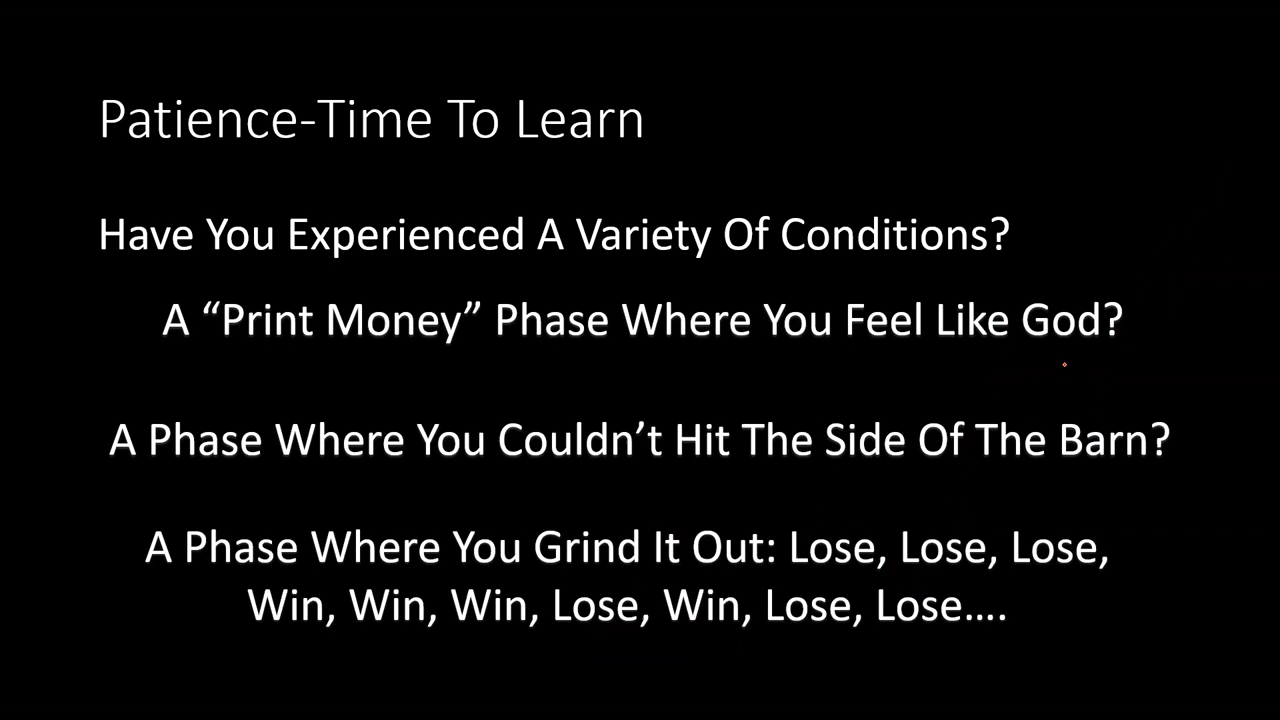 Patience-Time To Learn
Have You Experienced A Variety Of Conditions?
A “Print Money” Phase Where You Feel Like God?
A Phase Where You Couldn’t Hit The Side Of The Barn?
A Phase Where You Grind It Out: Lose, Lose, Lose,
Win, Win, Win, Lose, Win, Lose, Lose….